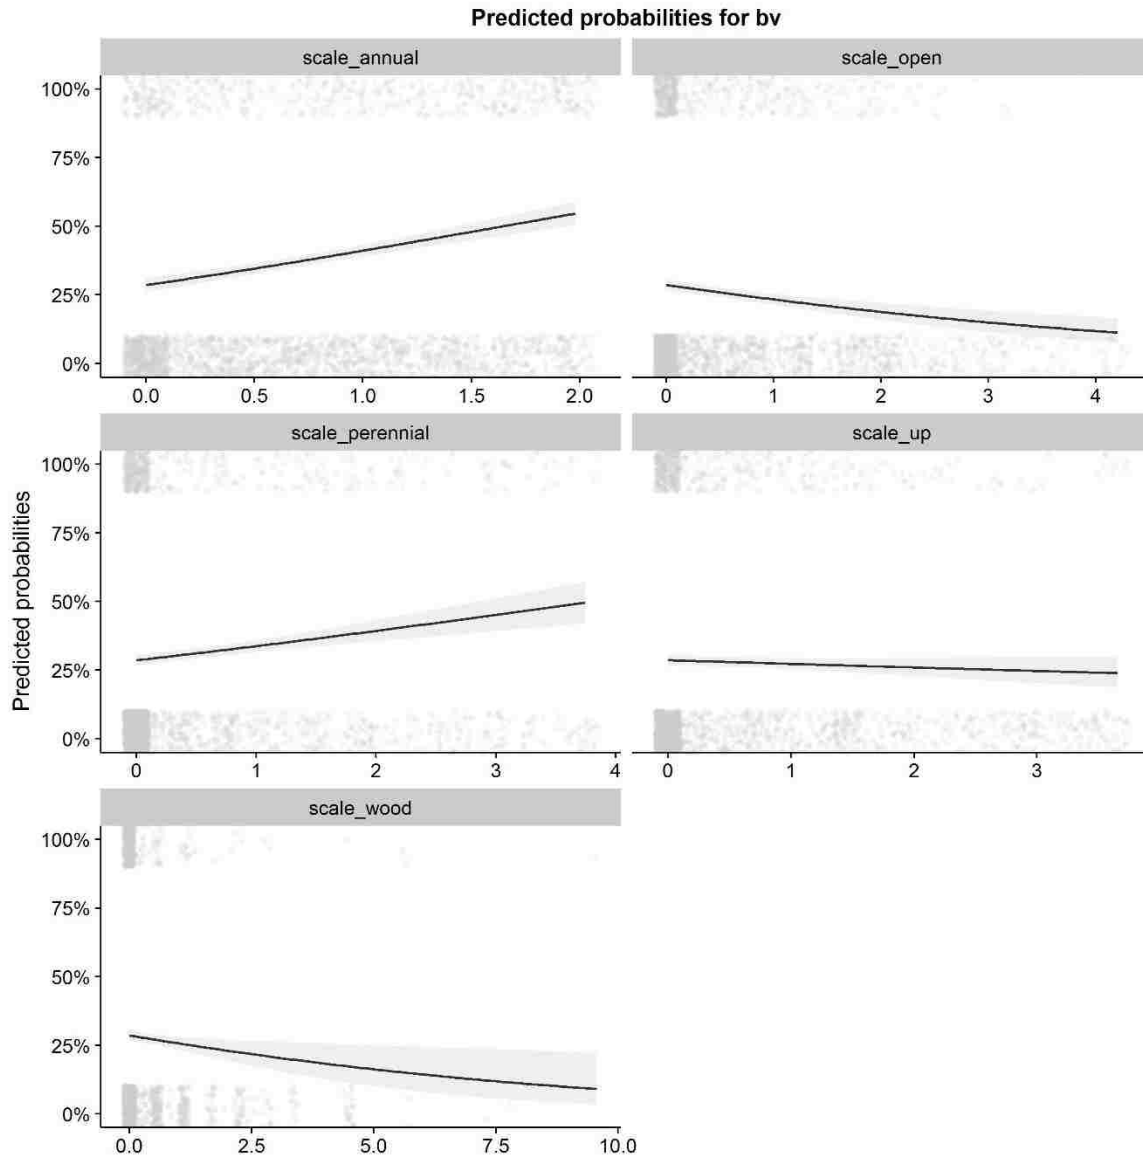 Predicted probabilities for bv
scale_annual
scale_open
100%
75%
50%
25%
0%
0.0 0.5 1.0 1.5 2.0
0 1 2 3 4
scale_perennial
scale_up
100%
75%
50%
25%
0%
0 1 2 3 4
0 1 2 3
Predicted probabilities
scale_wood
100%
75%
50%
25%
0%
0.0 2.5 5.0 7.5 10.0